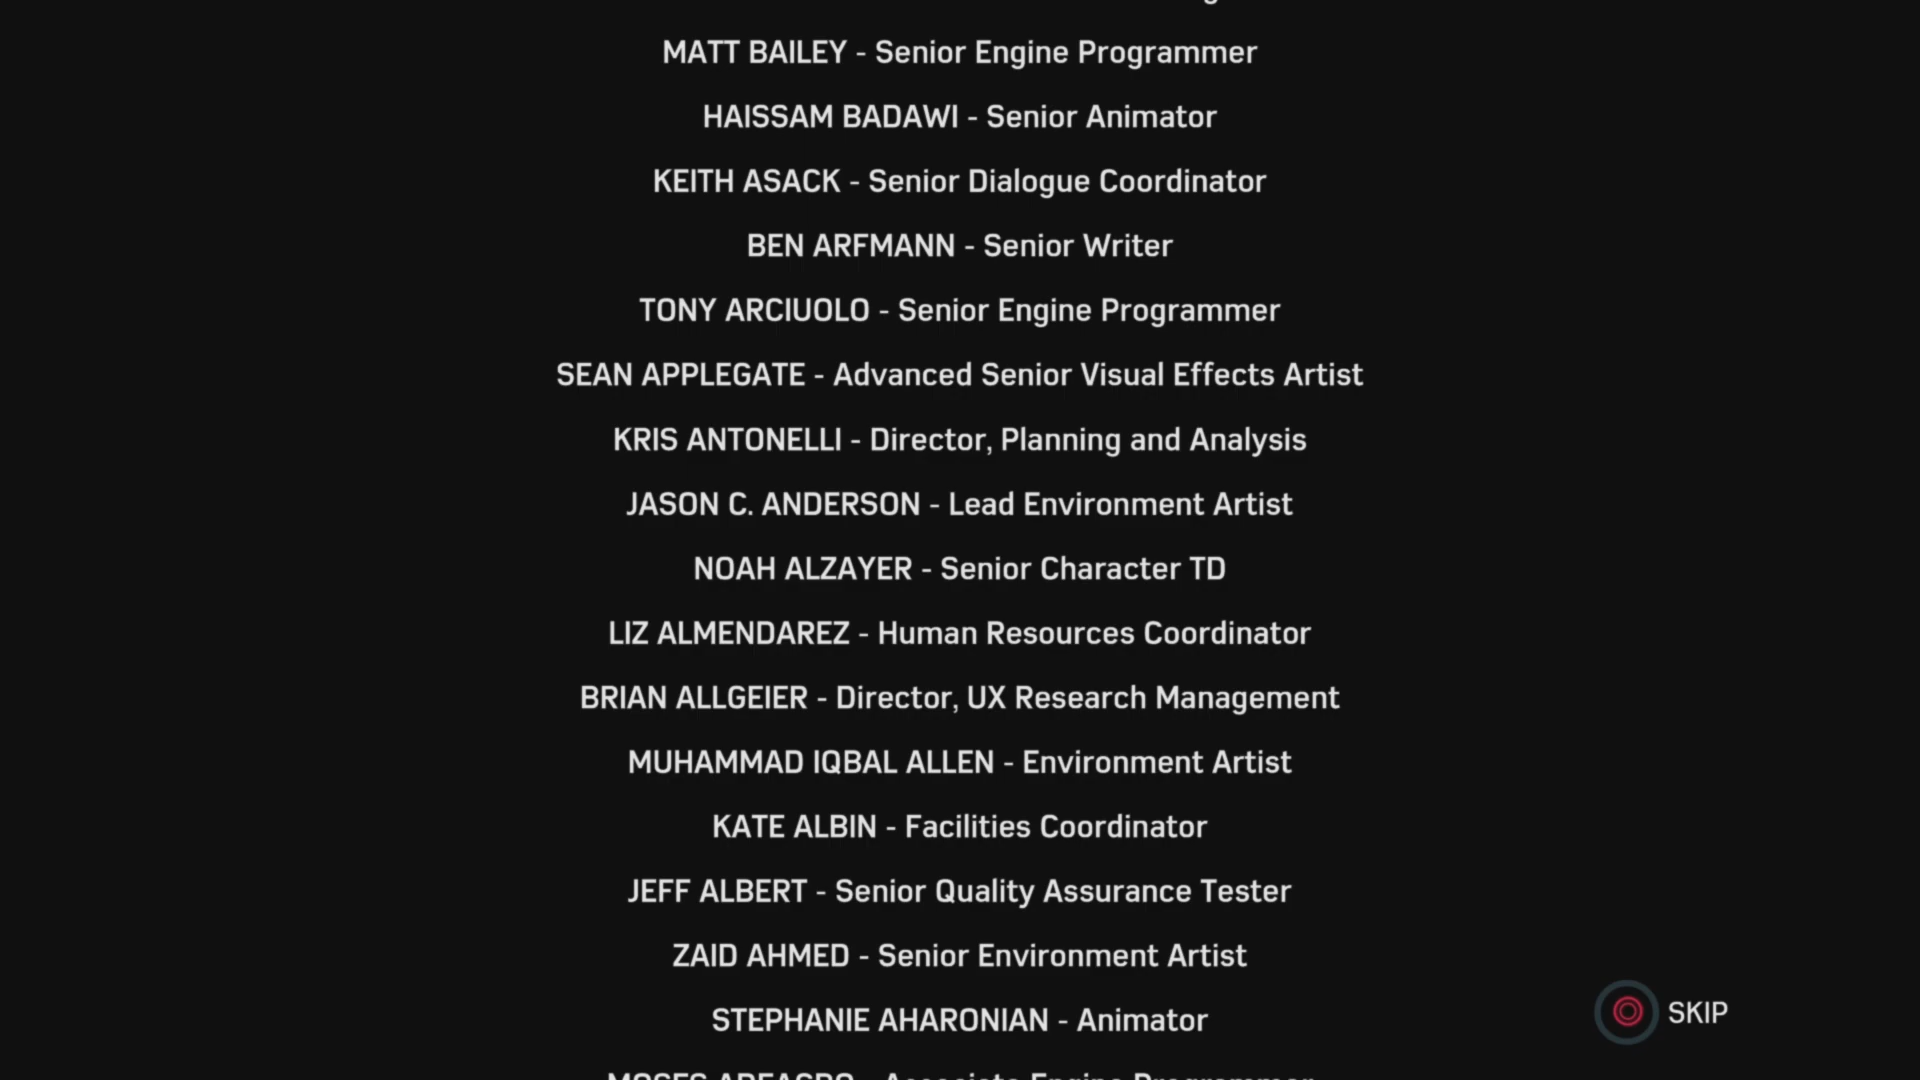 MATT BAILEY - Senior Engine Programmer
HAISSAM BADAWI - Senior Animator
KEITH ASACK - Senior Dialogue Coordinator
BEN ARFMANN - Senior Writer
TONY ARCIUOLO - Senior Engine Programmer
SEAN APPLEGATE - Advanced Senior Visual Effects Artist
KRIS ANTONELLI - Director, Planning and Analysis
JASON C. ANDERSON - Lead Environment Artist
NOAH ALZAYER - Senior Character TD
LIZ ALMENDAREZ - Human Resources Coordinator
BRIAN ALLGEIER - Director, UX Research Management
MUHAMMAD IQBAL ALLEN - Environment Artist
KATE ALBIN - Facilities Coordinator
JEFF ALBERT - Senior Quality Assurance Tester
ZAID AHMED - Senior Environment Artist
SKIP
STEPHANIE AHARONIAN - Animator